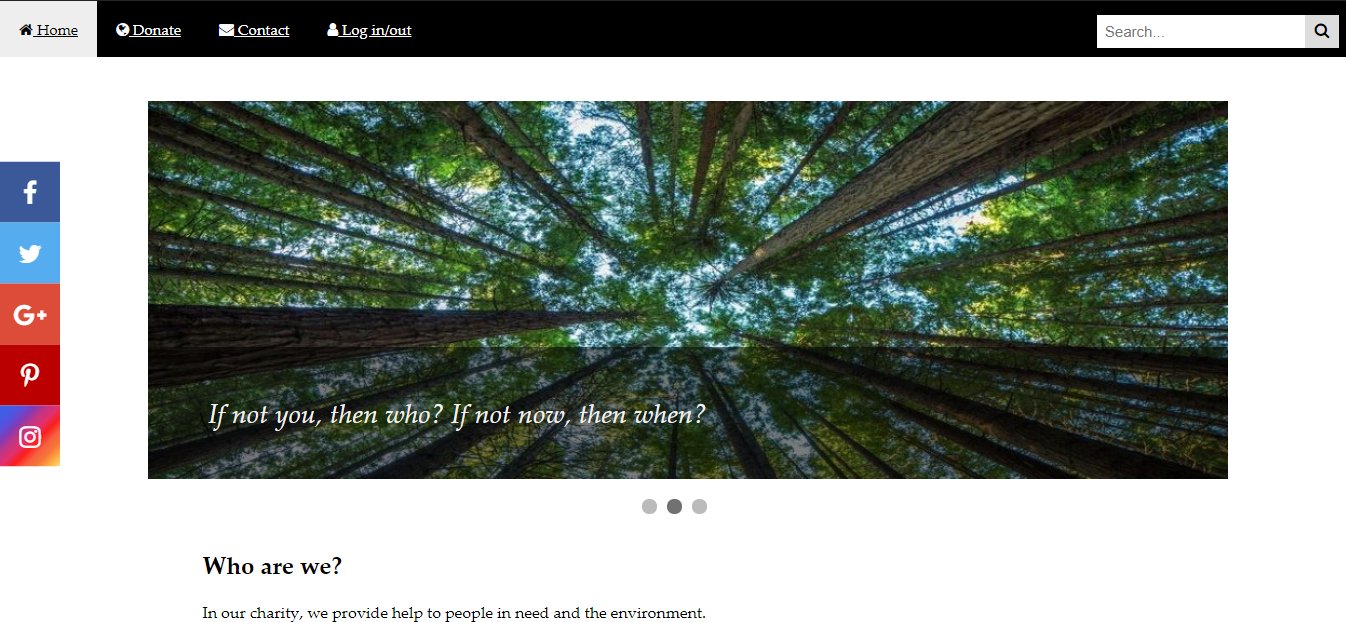 Home Donate Contact Log in/out Search...
f
G+
If not you, then who? If not now, then when?
Who are we?
In our charity, we provide help to people in need and the environment.